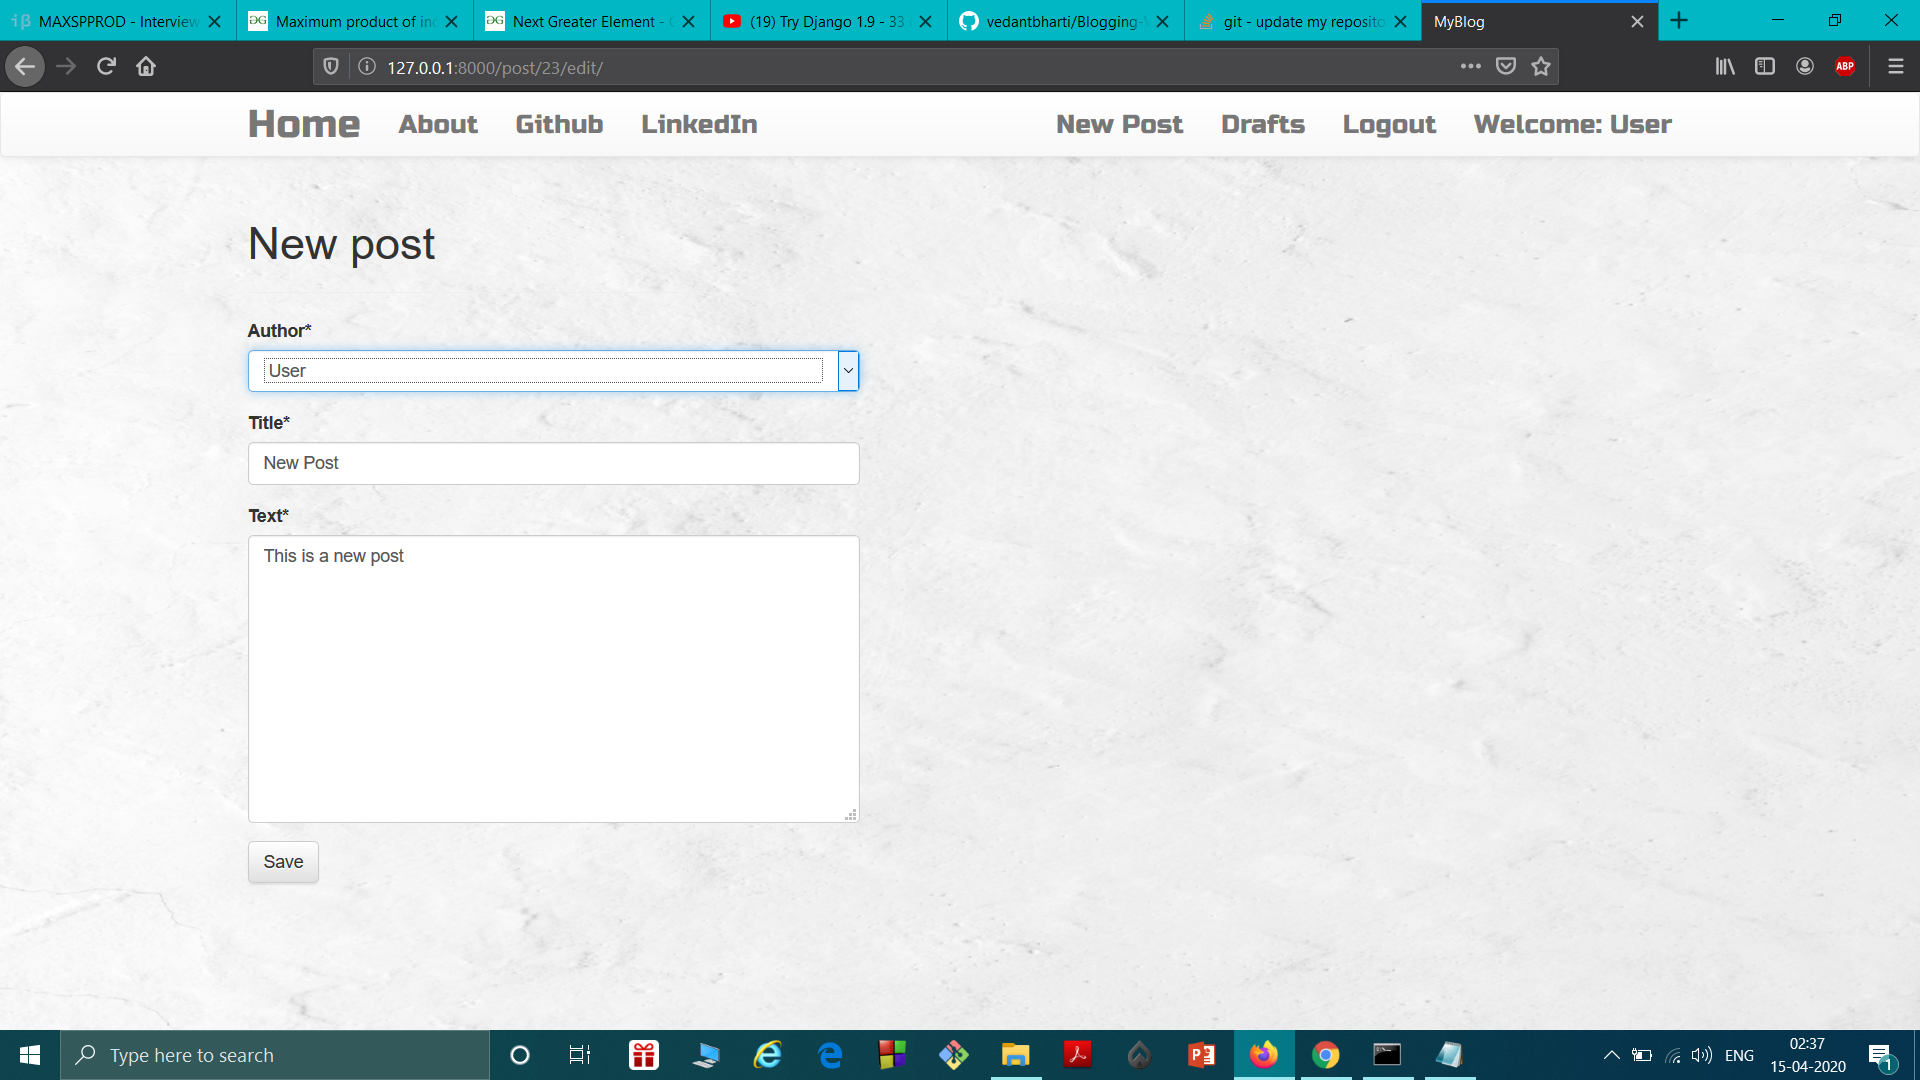 MAXSPPROD - Interview
Maximum product of ind
Next Greater Element -
(19) Try Django 1.9 - 33
vedantbharti/Blogging-
git - update my reposito
MyBlog
127.0.0.1:8000/post/23/edit/
ABP
Home About Github LinkedIn New Post Drafts Logout Welcome: User
New post
Author*
User
Title*
New Post
Text*
This is a new post
Save
Type here to search
ENG
02:37
15-04-2020
1